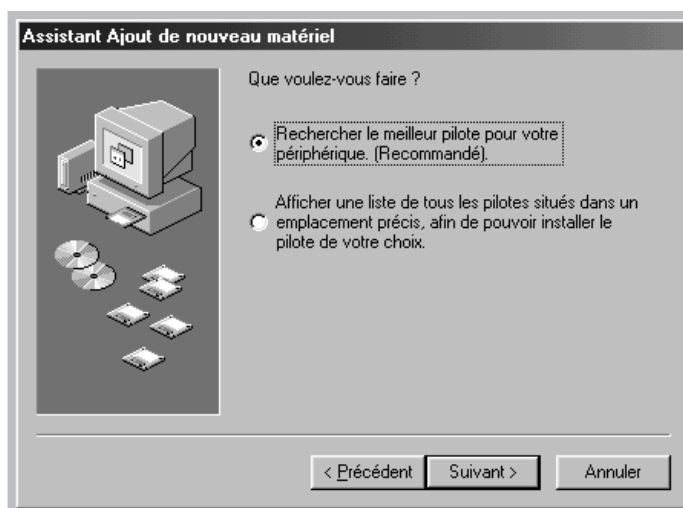 Assistant Ajout de nouveau matériel
Que voulez-vous faire ?
Rechercher le meilleur pilote pour votre
périphérique. (Recommandé).
Afficher une liste de tous les pilotes situés dans un
emplacement précis, afin de pouvoir installer le
pilote de votre choix.
< Précédent
Suivant >
Annuler